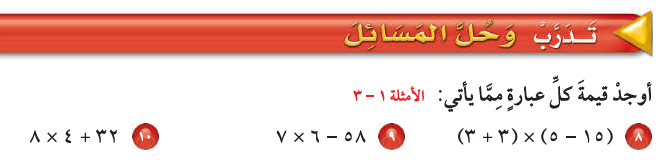 تَدَرَّبْ وَحُلَّ المَسَائِلَ
أوجدْ قيمةَ كلِّ عبارةٍ مِمَّا يأتي: الأمثلة ١ – ٣
٨ (١٥ – ٥) × (٣ + ٣) ٩ ٥٨ – ٦ × ٧ ١٠ ٣٢ + ٤ × ٨